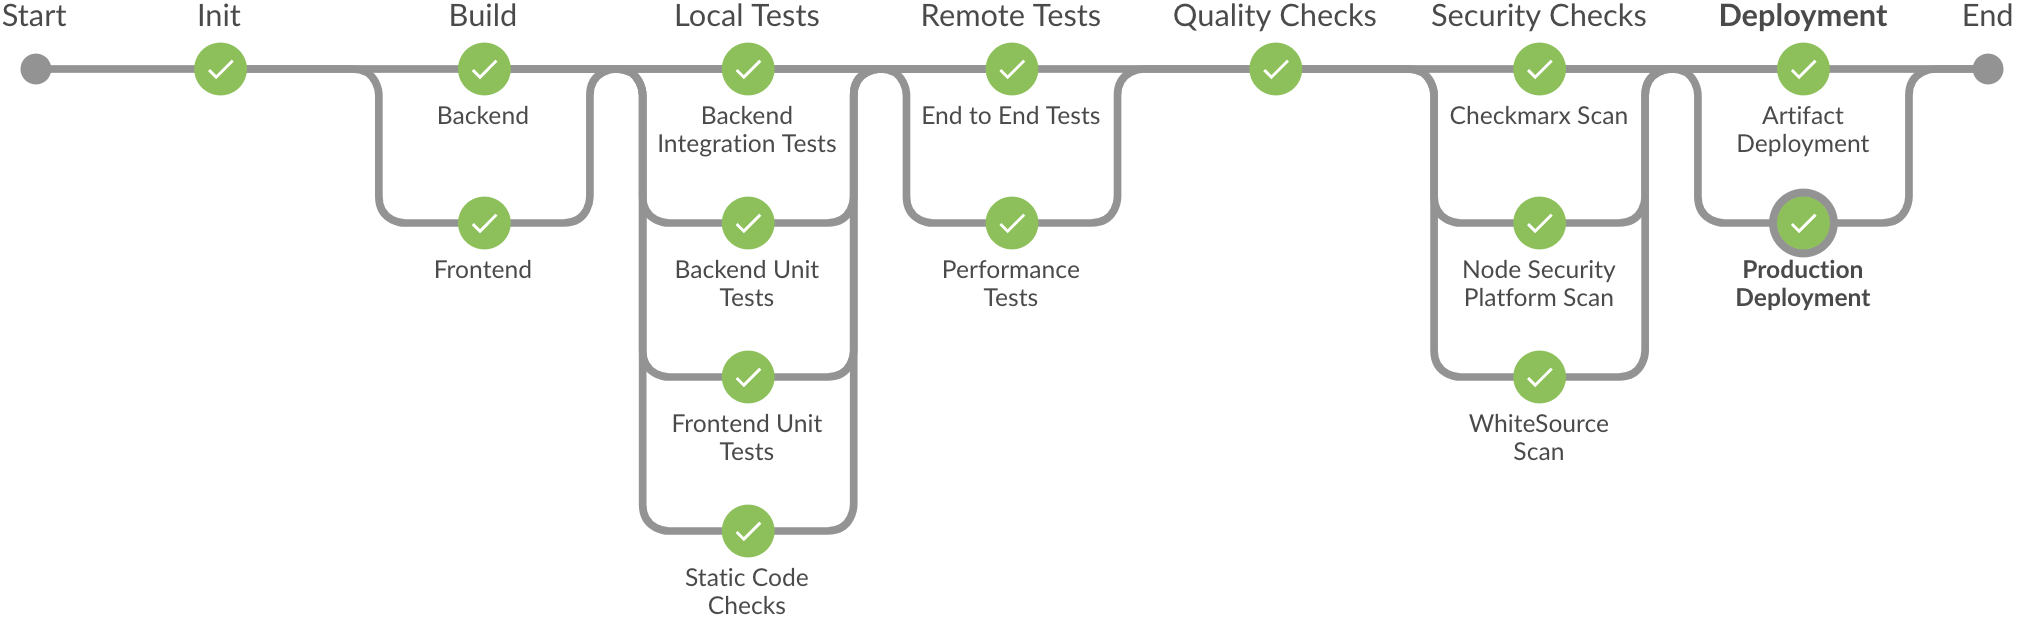 Start
Init
Build
Local Tests
Remote Tests
Quality Checks
Security Checks
Deployment
End
Backend
Frontend
Backend
Integration Tests
Backend Unit
Tests
Frontend Unit
Tests
Static Code
Checks
End to End Tests
Performance
Tests
Checkmarx Scan
Node Security
Platform Scan
WhiteSource
Scan
Artifact
Deployment
Production
Deployment